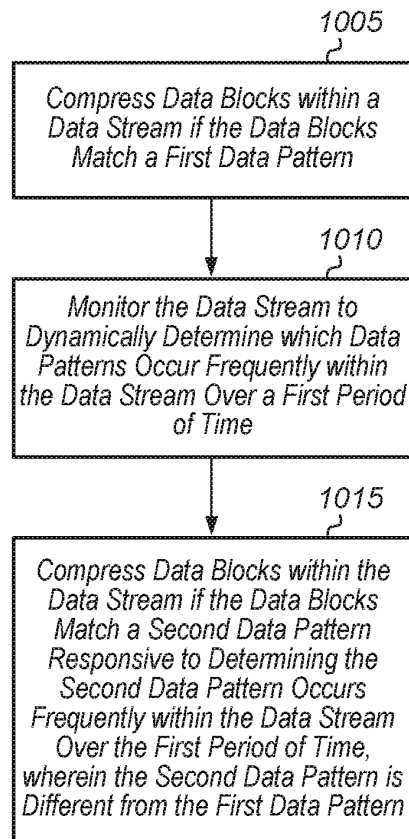 1005
Compress Data Blocks within a
Data Stream if the Data Blocks
Match a First Data Pattern
1010
Monitor the Data Stream to
Dynamically Determine which Data
Patterns Occur Frequently within
the Data Stream Over a First Period
of Time
1015
Compress Data Blocks within the
Data Stream if the Data Blocks
Match a Second Data Pattern
Responsive to Determining the
Second Data Pattern Occurs
Frequently within the Data Stream
Over the First Period of Time,
wherein the Second Data Pattern is
Different from the First Data Pattern